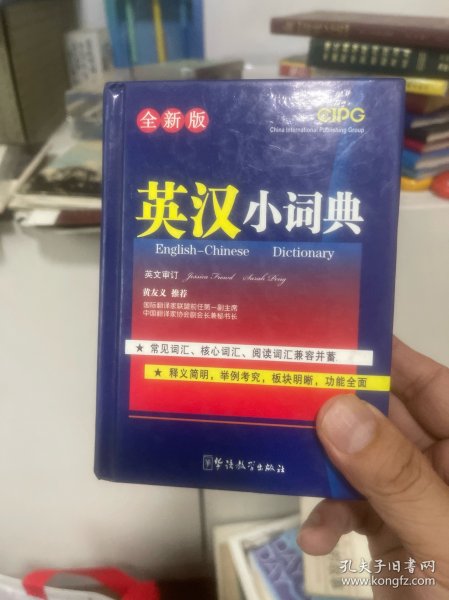 全新版
CIPG
China International Publishing Group
英汉小词典
English-Chinese Dictionary
英文审订
黄友义 推荐
国际翻译家联盟前任第一副主席
中国翻译家协会副会长兼秘书长
★ 常见词汇、核心词汇、阅读词汇兼容并蓄
★ 释义简明,举例考究,板块明晰,功能全面
华语教学出版社
孔夫子旧书网
www.kongfz.com